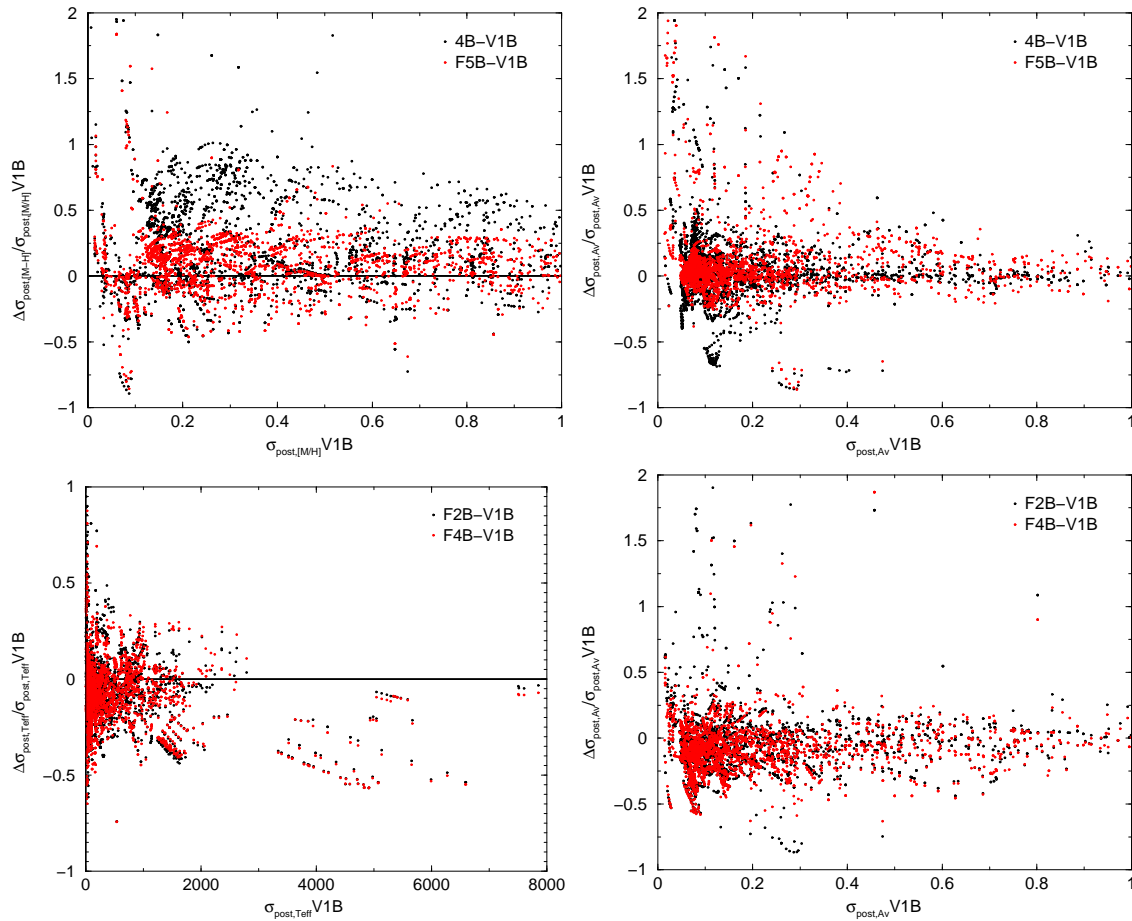 2
1.5
1
0.5
0
−0.5
−1
Δσpost,[M−H]/σpost,[M/H]V1B
4B−V1B
F5B−V1B
0 0.2 0.4 0.6 0.8 1
σpost,[M/H]V1B
2
1.5
1
0.5
0
−0.5
−1
Δσpost,Av/σpost,AvV1B
4B−V1B
F5B−V1B
0 0.2 0.4 0.6 0.8 1
σpost,AvV1B
1
0.5
0
−0.5
−1
Δσpost,Teff/σpost,TeffV1B
F2B−V1B
F4B−V1B
0 2000 4000 6000 8000
σpost,TeffV1B
2
1.5
1
0.5
0
−0.5
−1
Δσpost,Av/σpost,AvV1B
F2B−V1B
F4B−V1B
0 0.2 0.4 0.6 0.8 1
σpost,AvV1B